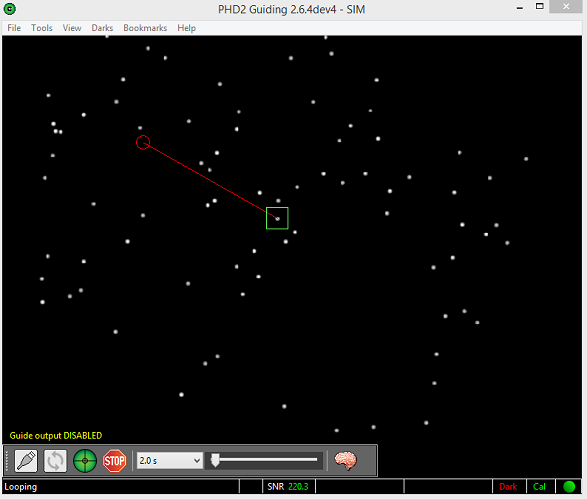 PHD2 Guiding 2.6.4dev4 - SIM
File Tools View Darks Bookmarks Help
Guide output DISABLED
STOP 2.0 s
Looping SNR 220.3 Dark Cal